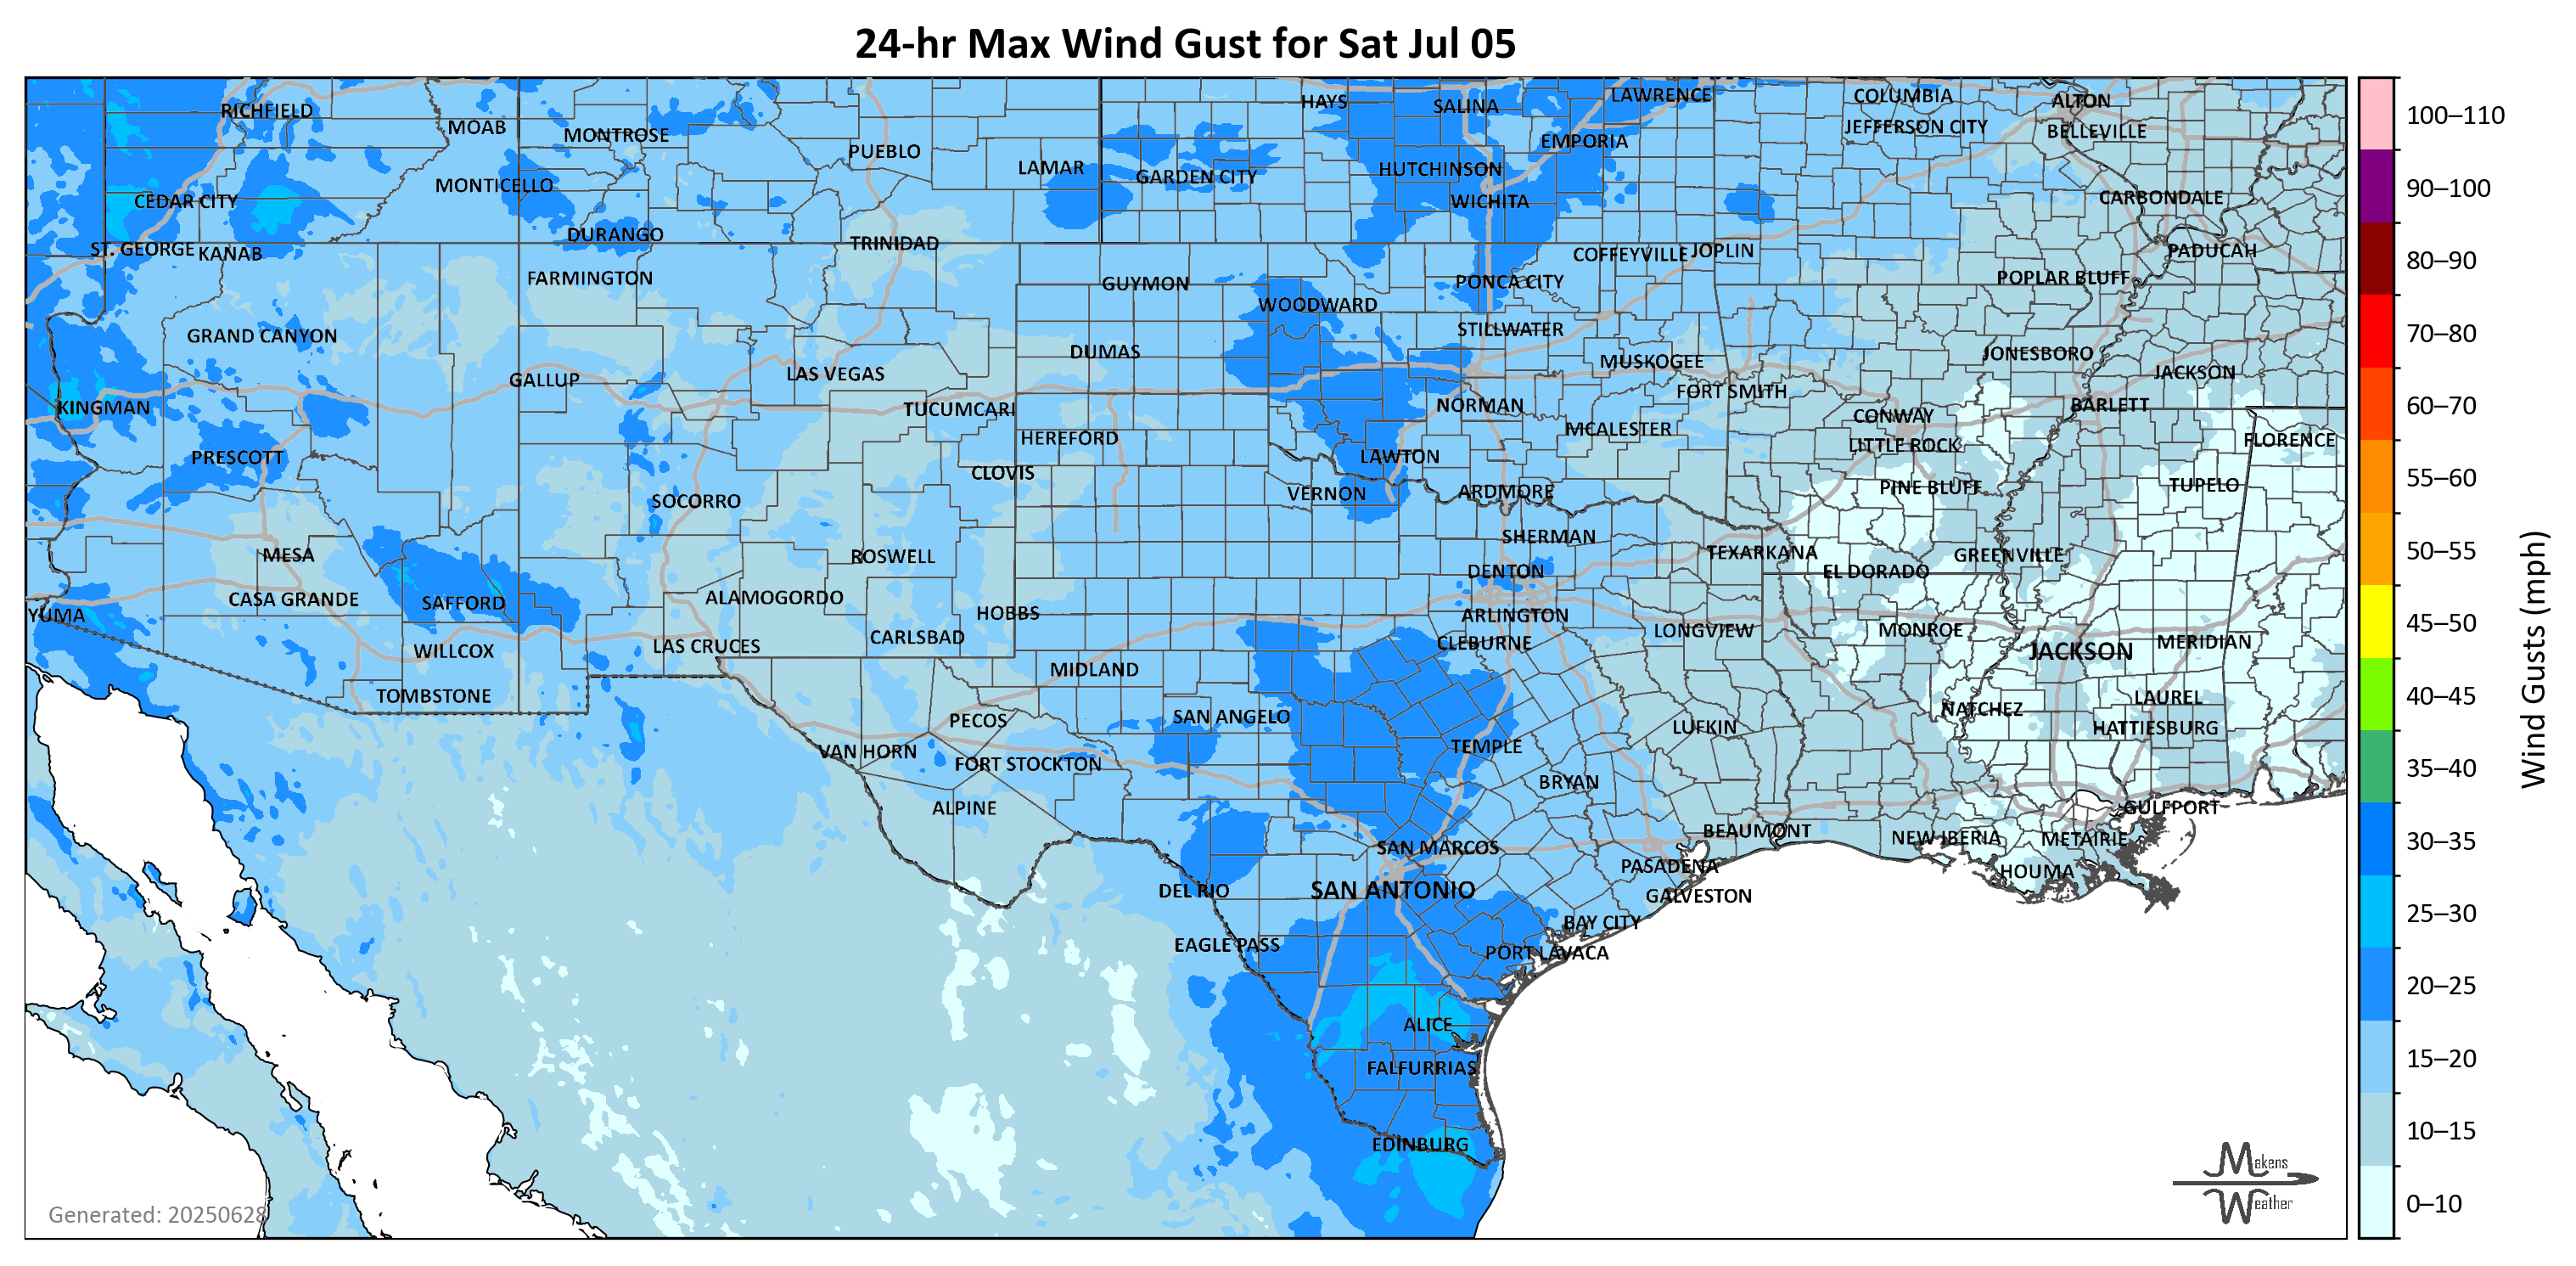 24-hr Max Wind Gust for Sat Jul 05
RICHFIELD
MOAB
MONTROSE
PUEBLO
LAMAR
HAYS
SALINA
LAWRENCE
COLUMBIA
ALTON
JEFFERSON CITY
BELLEVILLE
EMPORIA
GARDEN CITY
HUTCHINSON
MONTICELLO
CEDAR CITY
WICHITA
CARBONDALE
DURANGO
TRINIDAD
ST. GEORGE
KANAB
COFFEYVILLE
JOPLIN
PADUCAH
FARMINGTON
GUYMON
PONCA CITY
POPLAR BLUFF
WOODWARD
GRAND CANYON
STILLWATER
DUMAS
MUSKOGEE
JONESBORO
GALLUP
LAS VEGAS
FORT SMITH
JACKSON
KINGMAN
TUCUMCARI
NORMAN
CONWAY
BARLETT
HEREFORD
MCALESTER
LITTLE ROCK
FLORENCE
PRESCOTT
CLOVIS
LAWTON
SOCORRO
VERNON
ARDMORE
PINE BLUFF
TUPELO
MESA
ROSWELL
SHERMAN
TEXARKANA
GREENVILLE
DENTON
EL DORADO
CASA GRANDE
SAFFORD
ALAMOGORDO
HOBBS
ARLINGTON
YUMA
LAS CRUCES
CARLSBAD
CLEBURNE
LONGVIEW
MONROE
JACKSON
MERIDIAN
WILLCOX
MIDLAND
TOMBSTONE
LAUREL
PECOS
SAN ANGELO
NATCHEZ
HATTIESBURG
LUFKIN
VAN HORN
FORT STOCKTON
TEMPLE
BRYAN
ALPINE
GULFPORT
BEAUMONT
NEW IBERIA
METAIRIE
SAN MARCOS
PASADENA
HOUMA
DEL RIO
SAN ANTONIO
GALVESTON
BAY CITY
EAGLE PASS
PORT LAVACA
ALICE
FALFURRIAS
EDINBURG
Generated: 20250628
Makens
Weather
100–110
90–100
80–90
70–80
60–70
55–60
50–55
45–50
40–45
35–40
30–35
25–30
20–25
15–20
10–15
0–10
Wind Gusts (mph)